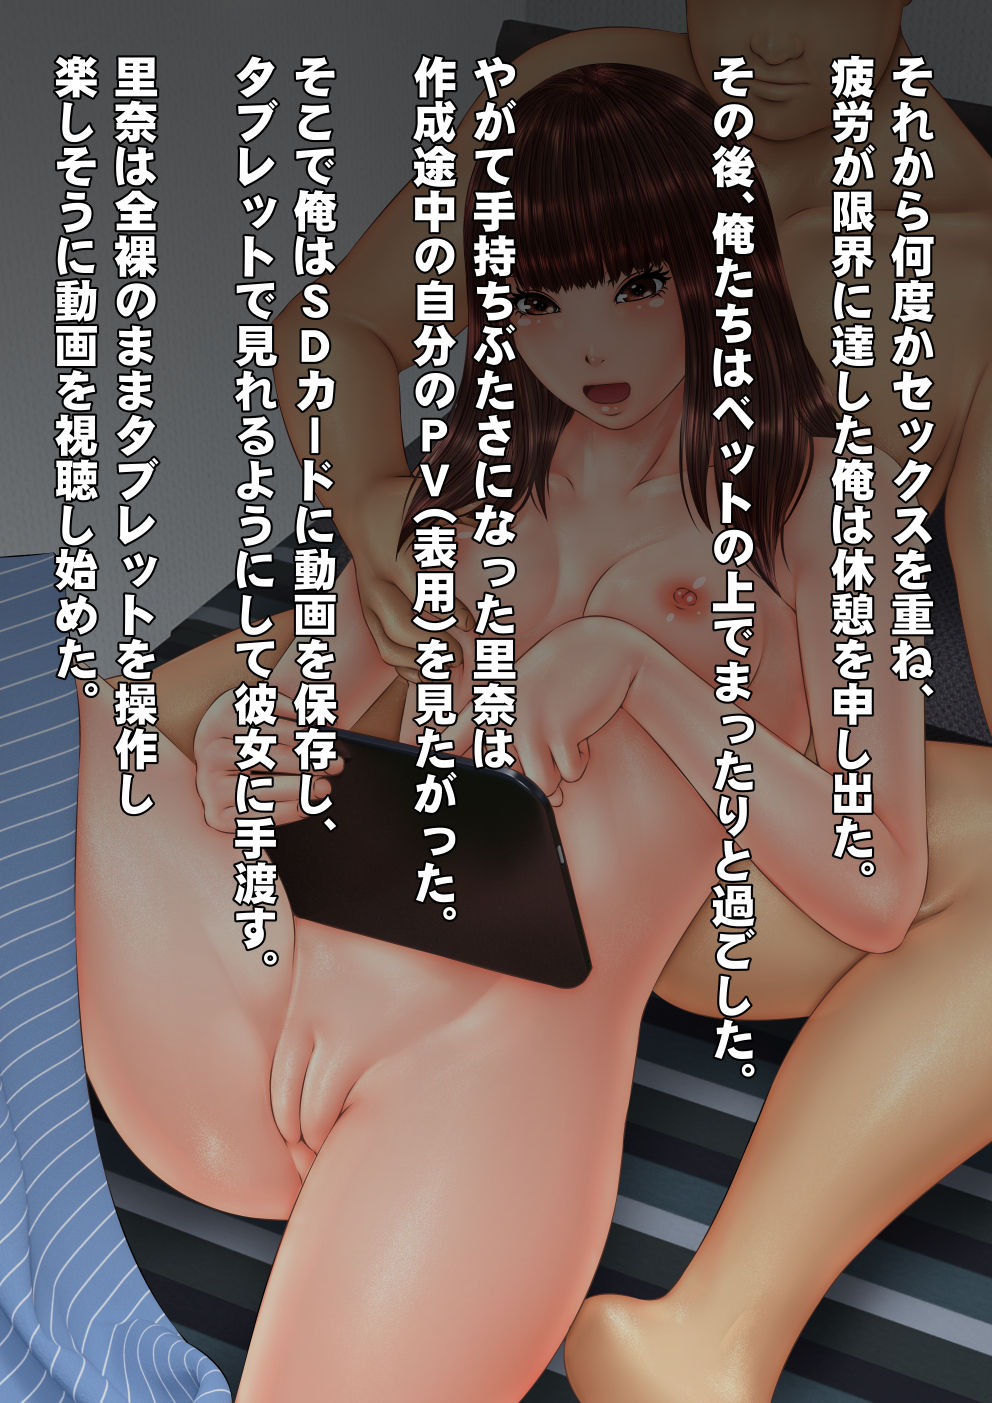 それから何度かセックスを重ね、
疲労が限界に達した俺は休憩を申し出た。
その後、俺たちはベットの上でまったりと過ごした。
やがて手持ちぶたさになった里奈は
作成途中の自分のPV（表用）を見たがった。
そこで俺はSDカードに動画を保存し、
タブレットで見れるようにして彼女に手渡す。
里奈は全裸のままタブレットを操作し
楽しそうに動画を視聴し始めた。